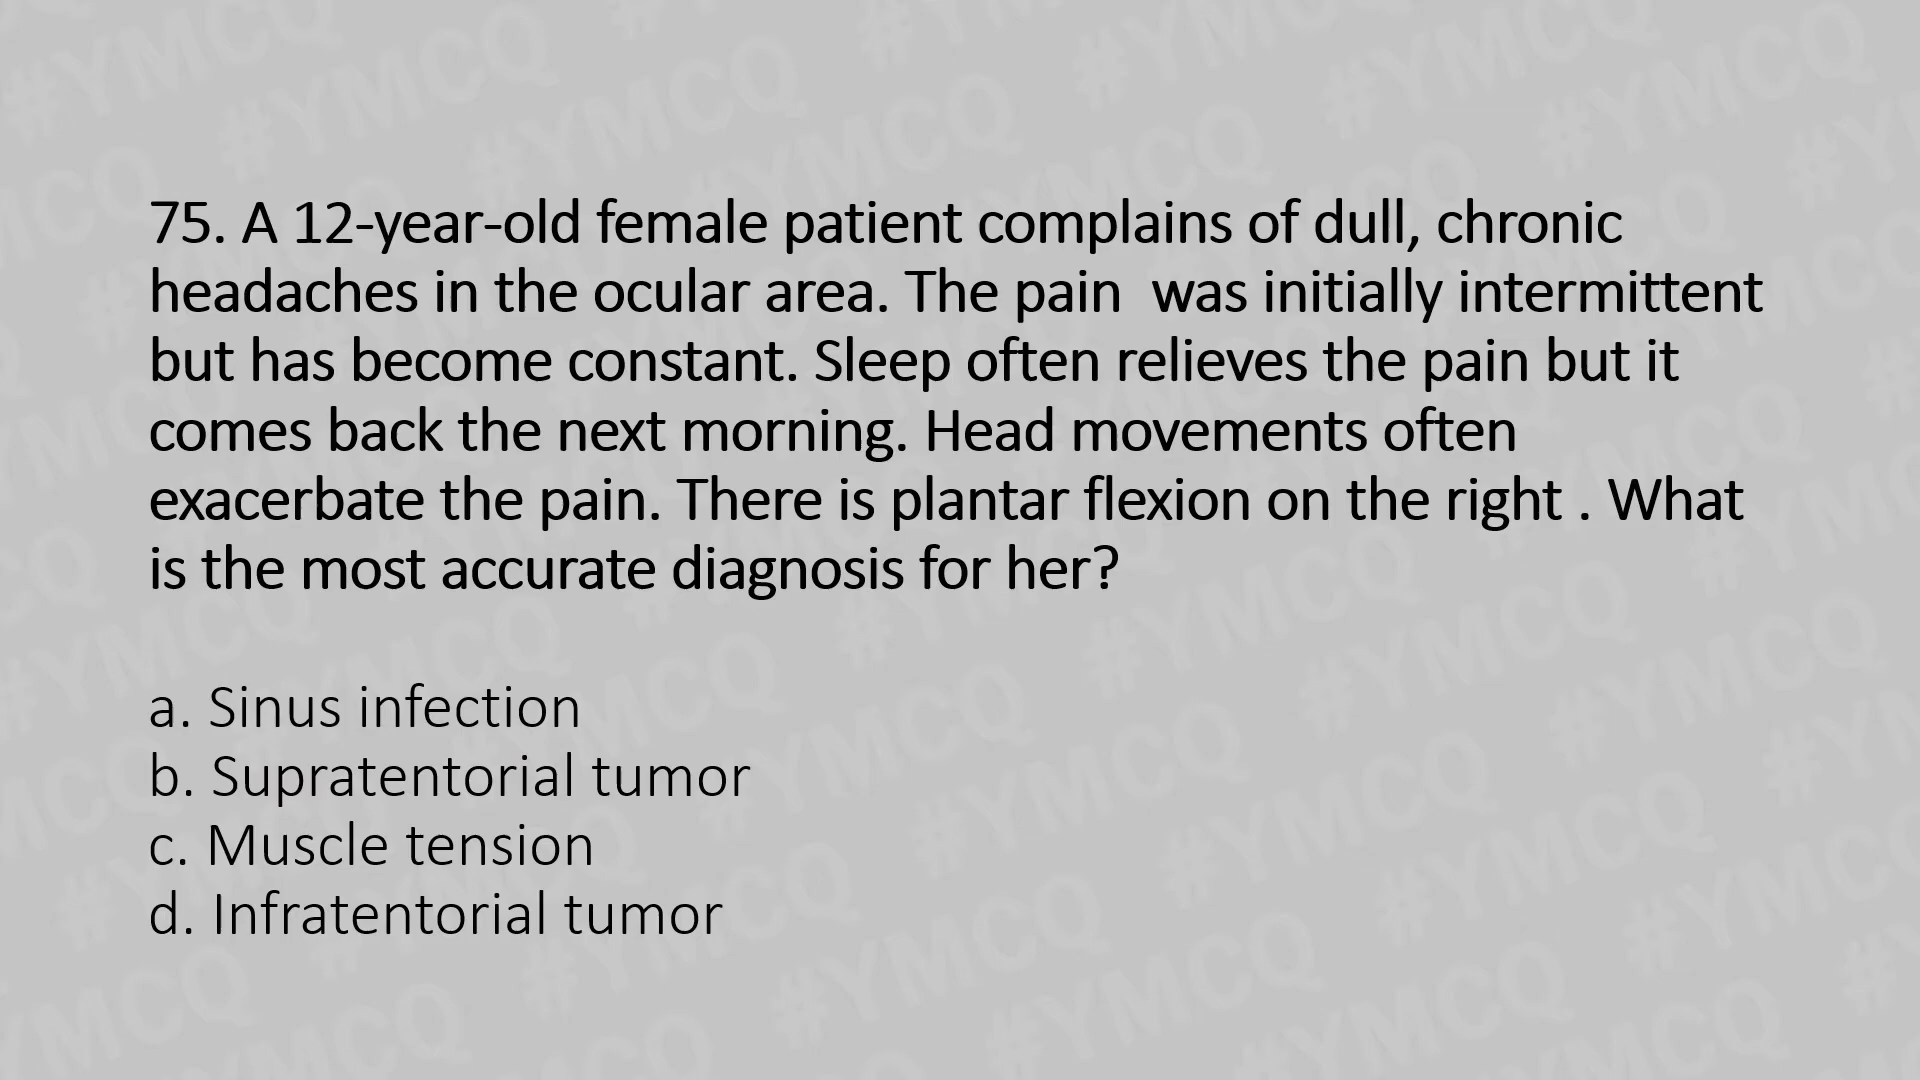 75. A 12-year-old female patient complains of dull, chronic
headaches in the ocular area. The pain  was initially intermittent
but has become constant. Sleep often relieves the pain but it
comes back the next morning. Head movements often
exacerbate the pain. There is plantar flexion on the right . What
is the most accurate diagnosis for her?
a. Sinus infection
b. Supratentorial tumor
c. Muscle tension
d. Infratentorial tumor
#YMCQ